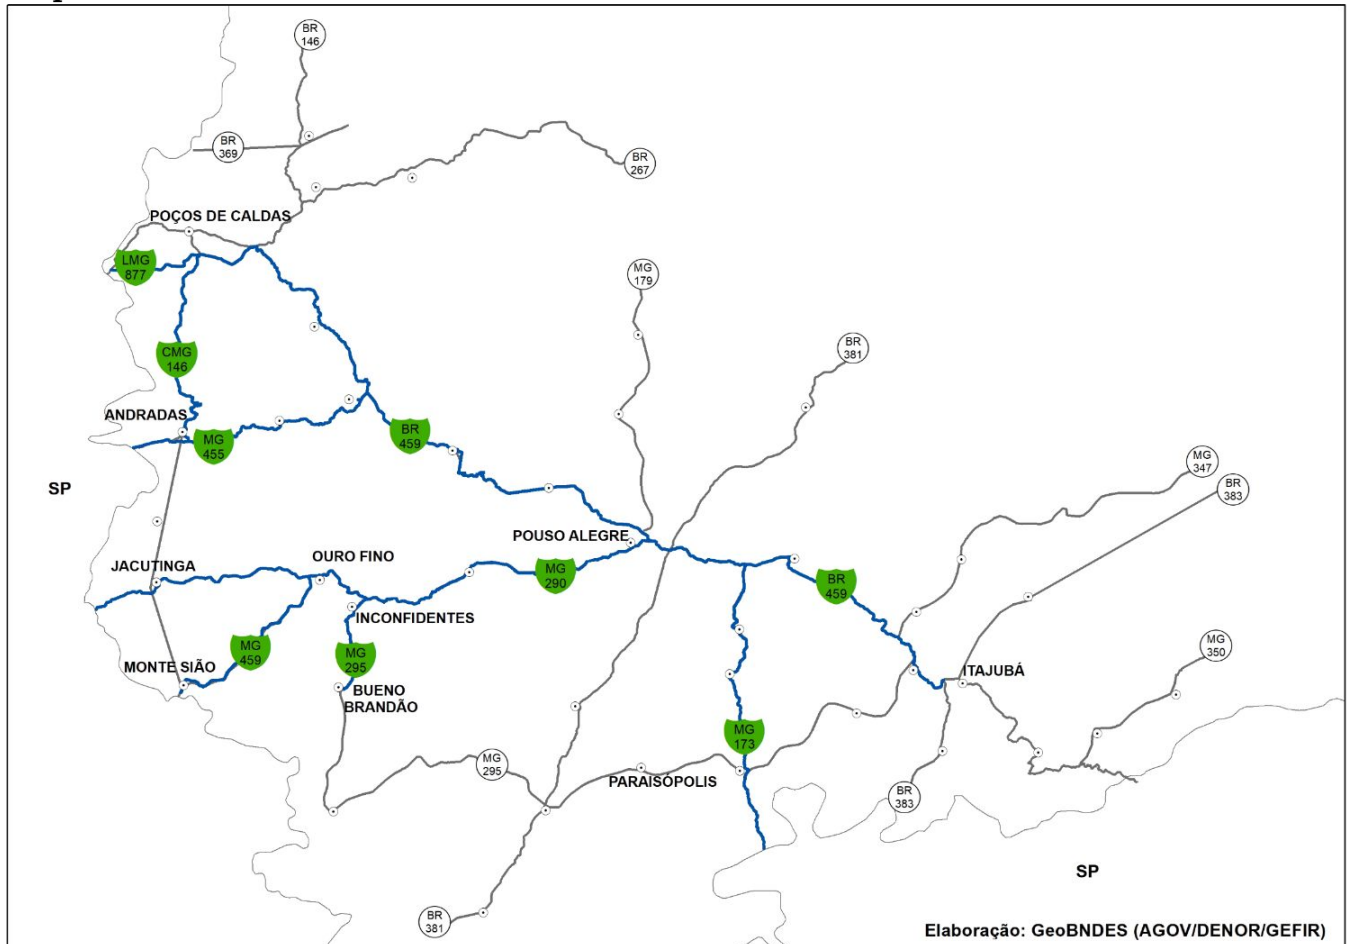 BR
146
BR
369
BR
267
POÇOS DE CALDAS
LMG
877
MG
179
CMG
146
BR
381
ANDRADAS
MG
455
BR
459
MG
347
SP
BR
383
POUSO ALEGRE
OURO FINO
JACUTINGA
MG
290
BR
459
INCONFIDENTES
MG
459
MG
295
MG
350
MONTE SIÃO
ITAJUBÁ
BUENO
BRANDÃO
MG
173
MG
295
PARAISÓPOLIS
BR
383
SP
BR
381
Elaboração: GeoBNDES (AGOV/DENOR/GEFIR)